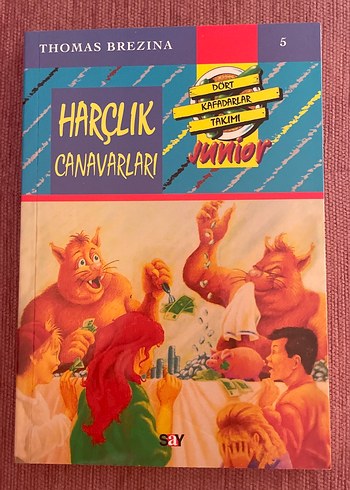 THOMAS BREZINA
5
DÖRT
KAFADARLAR
TAKIMI
junior
HARÇLIK
CANAVARLARI
SAY